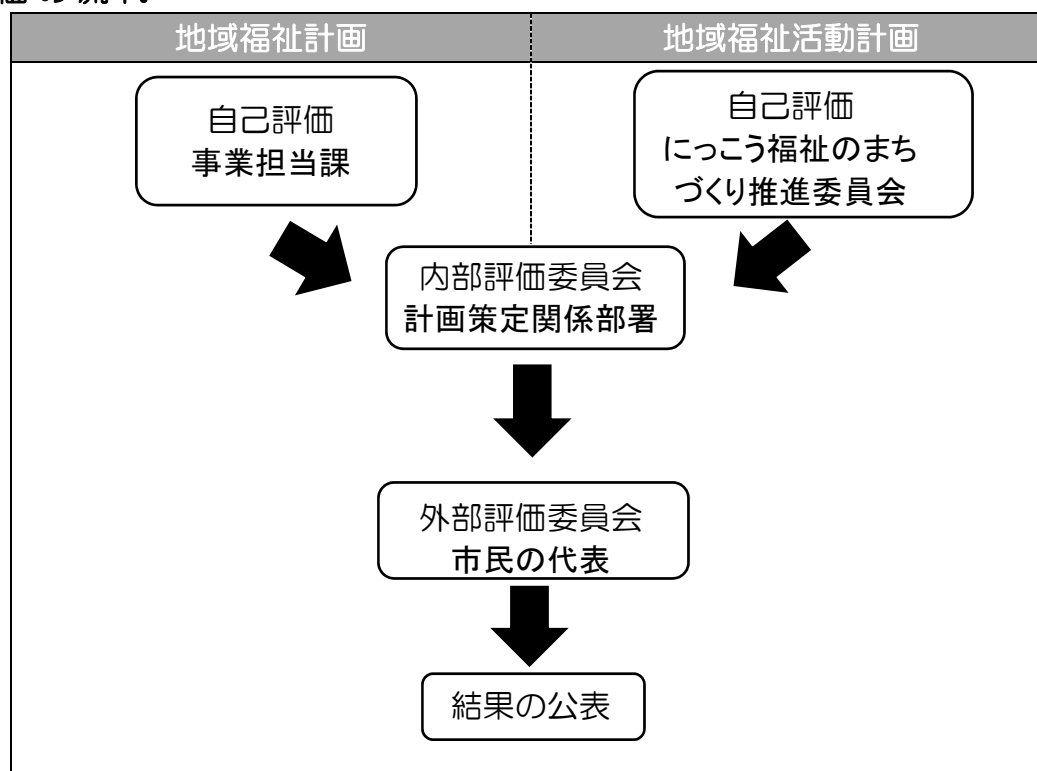 地域福祉計画
地域福祉活動計画
自己評価
事業担当課
自己評価
にっこう福祉のまち
づくり推進委員会
内部評価委員会
計画策定関係部署
外部評価委員会
市民の代表
結果の公表